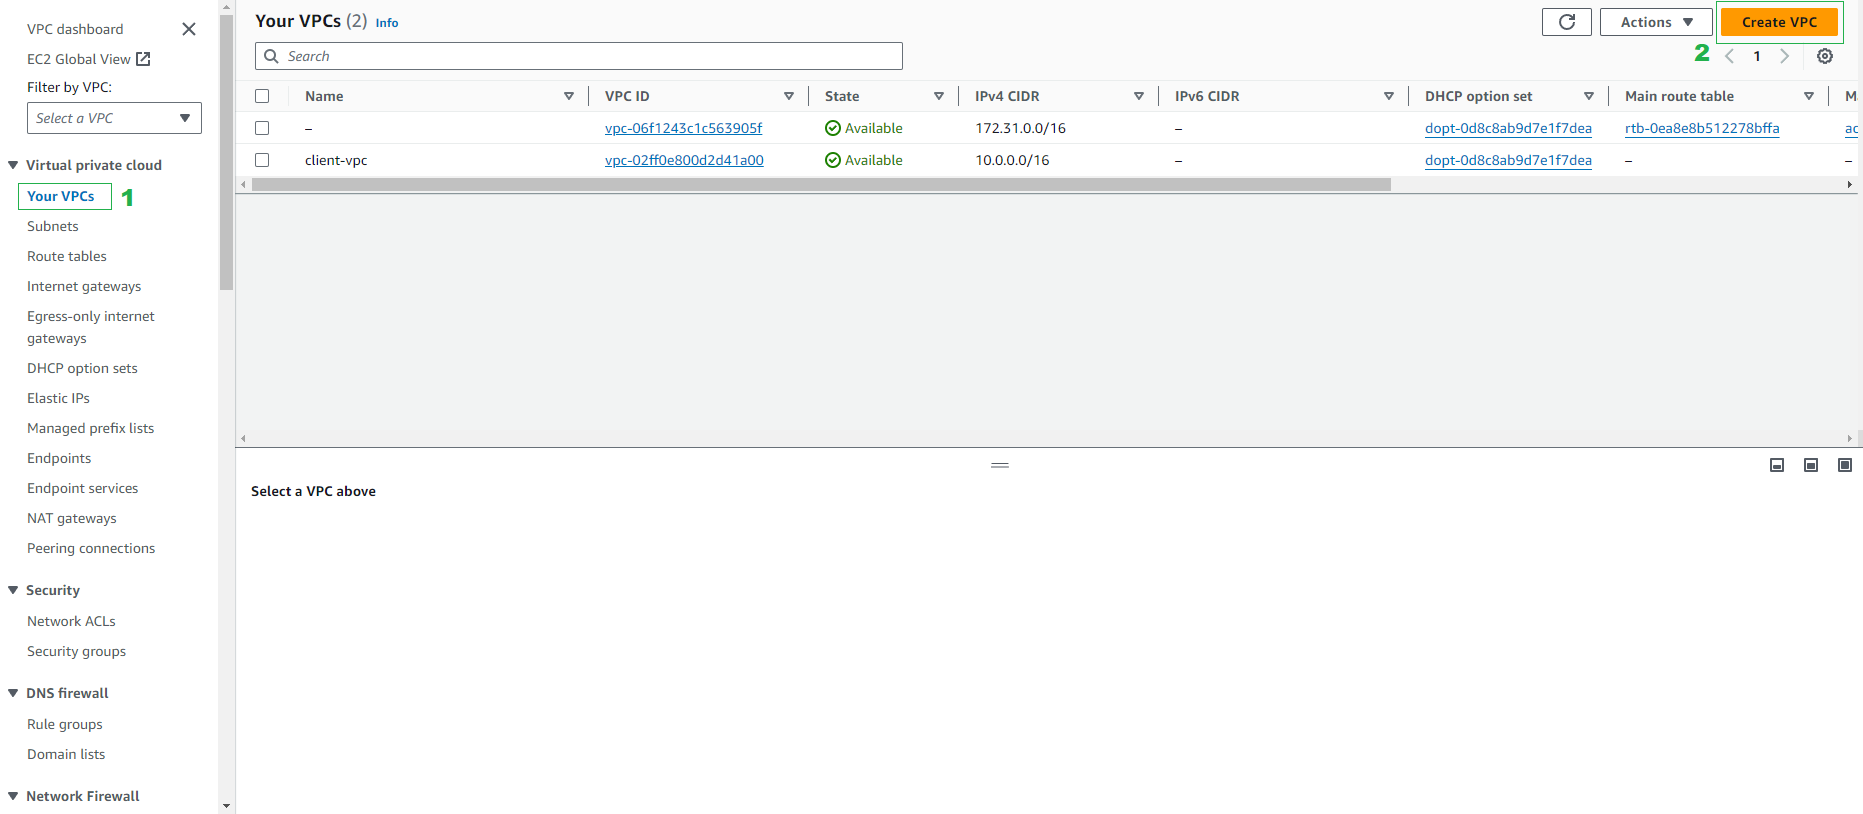 VPC dashboard
EC2 Global View
Filter by VPC:
Select a VPC
Virtual private cloud
Your VPCs 1
Subnets
Route tables
Internet gateways
Egress-only internet
gateways
DHCP option sets
Elastic IPs
Managed prefix lists
Endpoints
Endpoint services
NAT gateways
Peering connections
Security
Network ACLs
Security groups
DNS firewall
Rule groups
Domain lists
Network Firewall
Your VPCs (2) Info
Actions
Create VPC
Search
2
1
Name VPC ID State IPv4 CIDR IPv6 CIDR DHCP option set Main route table
– vpc-06f1243c1c563905f Available 172.31.0.0/16 – dopt-0d8c8ab9d7e1f7dea rtb-0ea8e8b512278bffa
client-vpc vpc-02ff0e800d2d41a00 Available 10.0.0.0/16 – dopt-0d8c8ab9d7e1f7dea – –
Select a VPC above